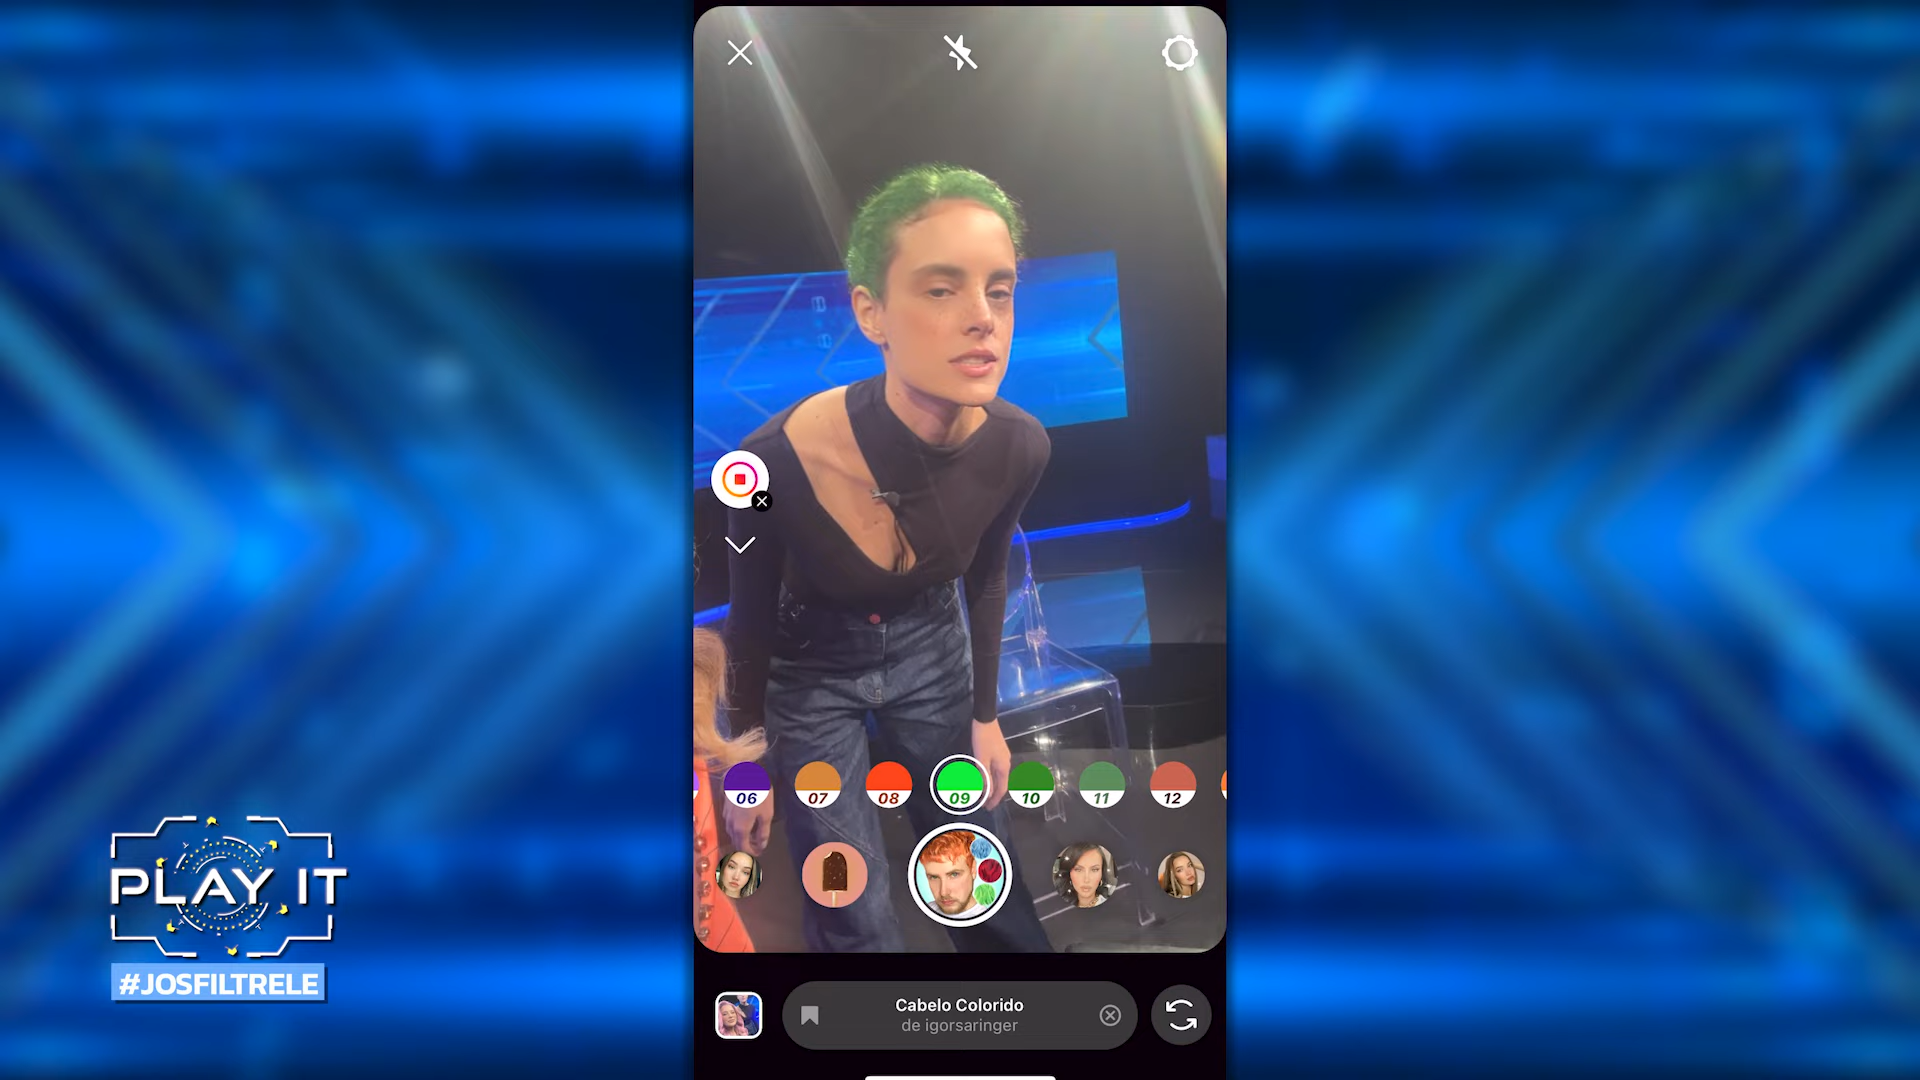 06 07 08 09 10 11 12
PLAY IT
#JOSFILTRELE
Cabelo Colorido
de igorsaringer